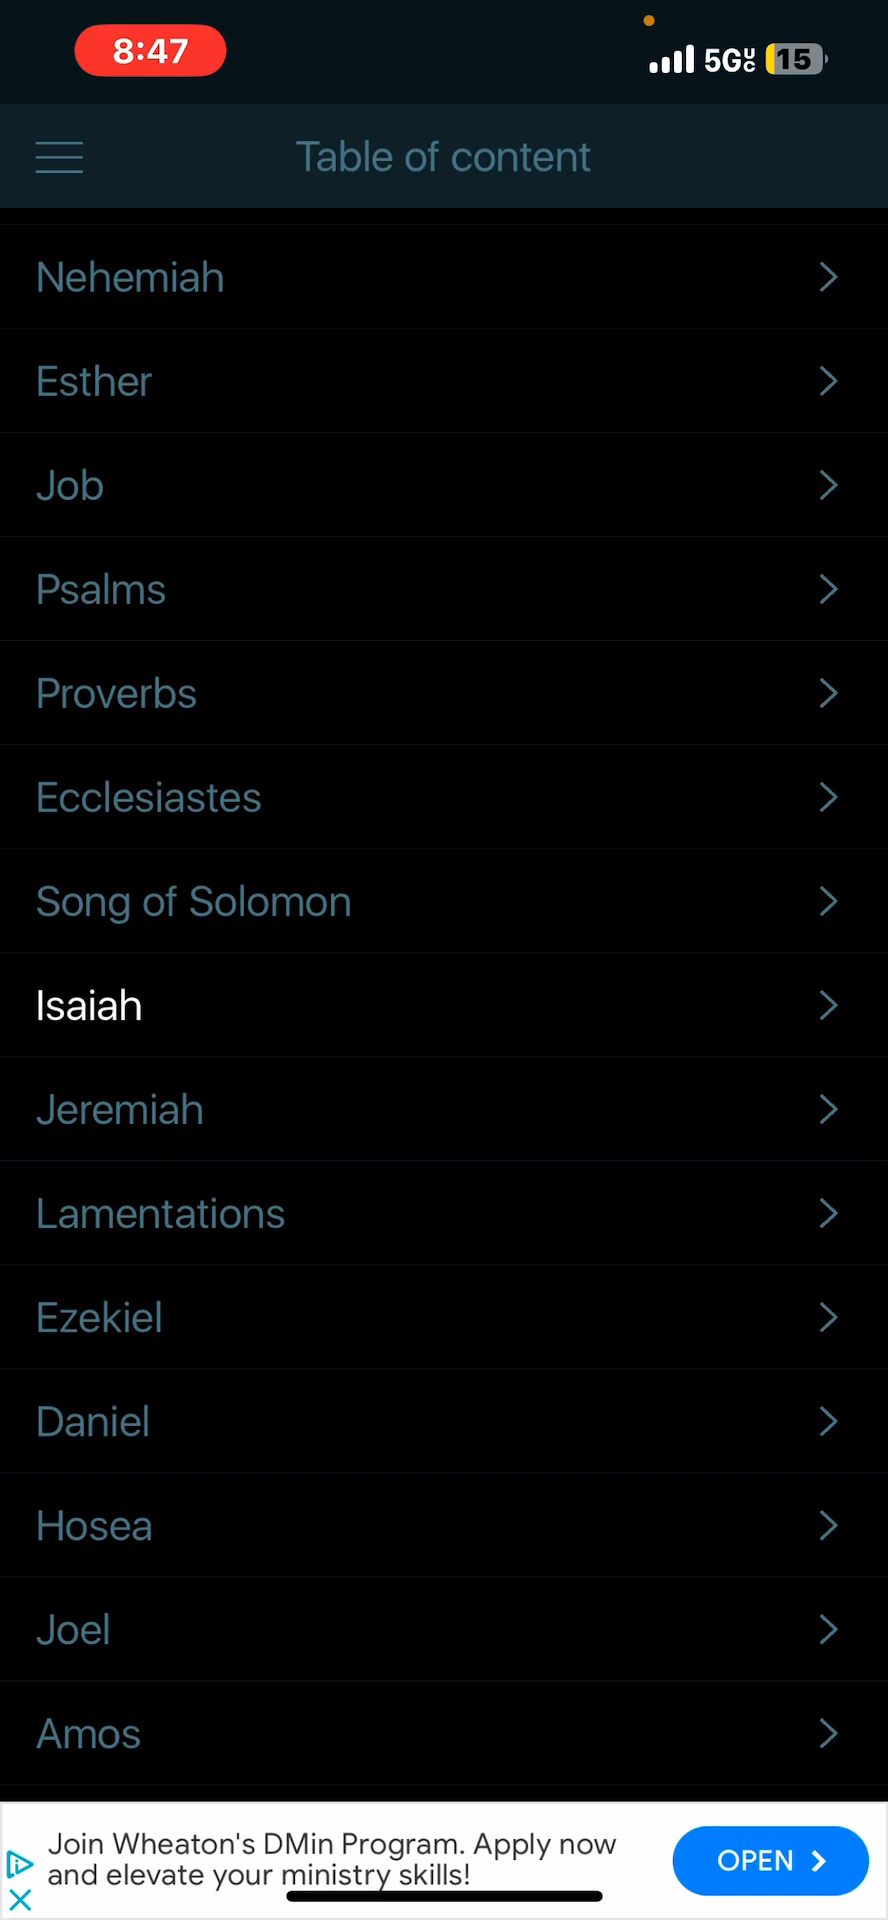 8:47
5GUC 15
Table of content
Nehemiah
Esther
Job
Psalms
Proverbs
Ecclesiastes
Song of Solomon
Isaiah
Jeremiah
Lamentations
Ezekiel
Daniel
Hosea
Joel
Amos
Join Wheaton's DMin Program. Apply now
and elevate your ministry skills!
OPEN